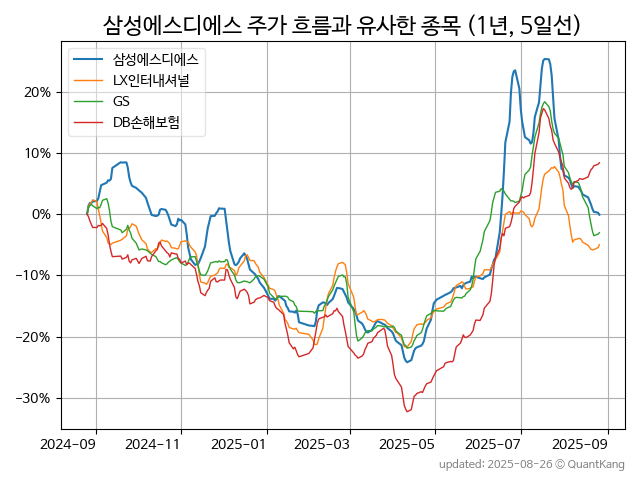 삼성에스디에스 주가 흐름과 유사한 종목 (1년, 5일선)
삼성에스디에스
LX인터내셔널
GS
DB손해보험
20%
10%
0%
−10%
−20%
−30%
2024−09
2024−11
2025−01
2025−03
2025−05
2025−07
2025−09
updated: 2025-08-26 © QuantKang